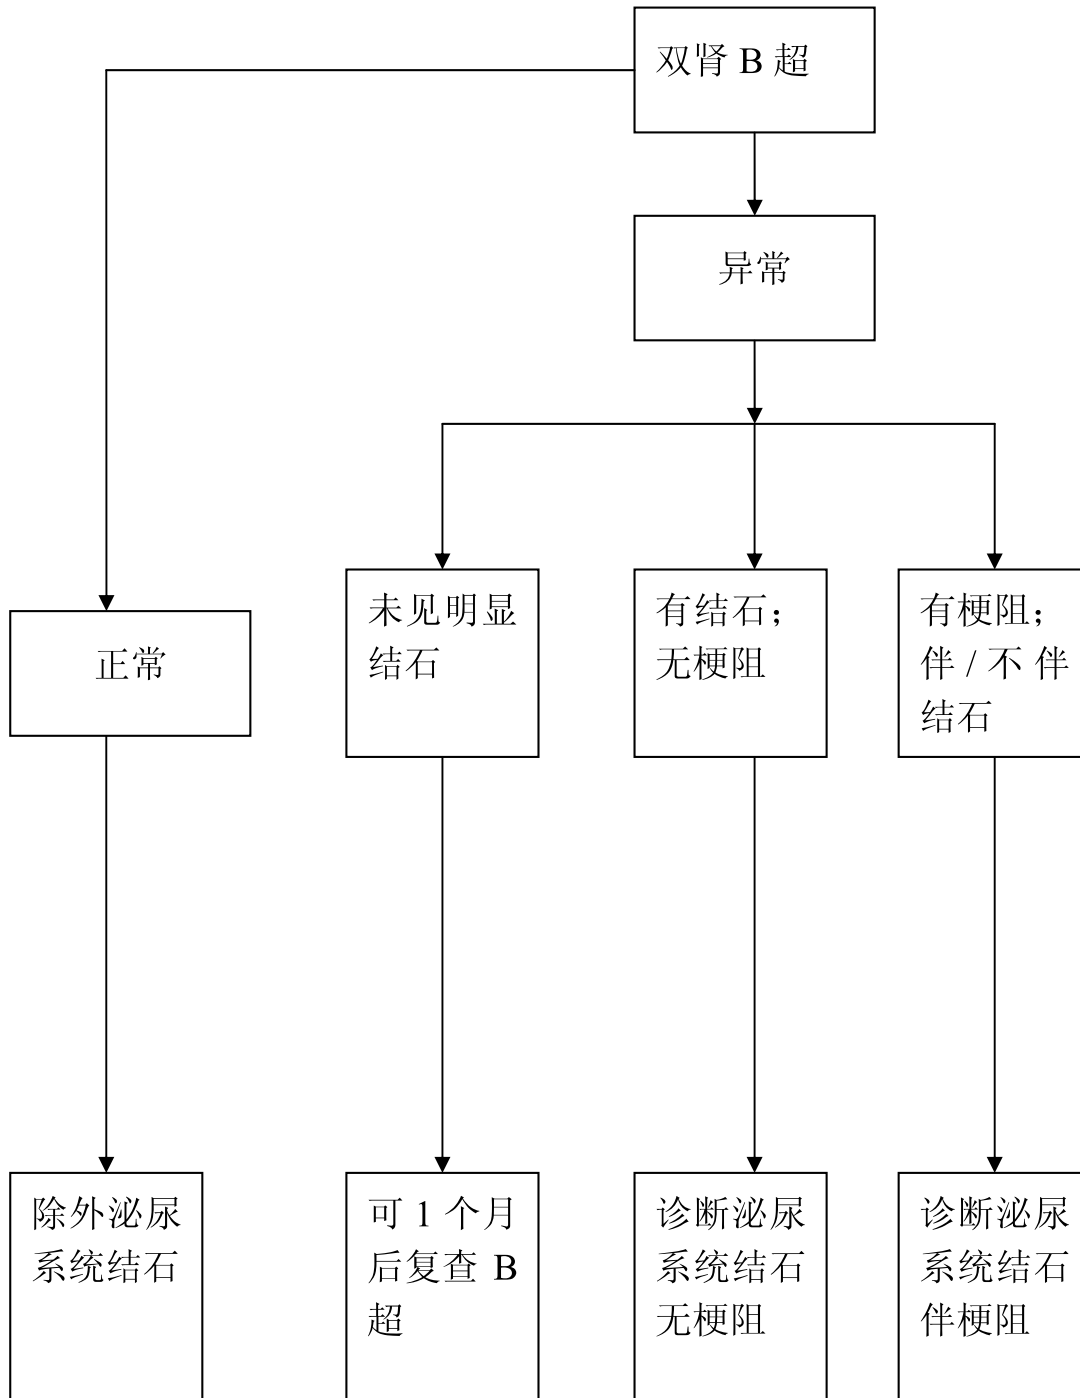 双肾 B 超
异常
未见明显
结石
有结石；
无梗阻
有梗阻；
伴 / 不 伴
结石
正常
除外泌尿
系统结石
可 1 个月
后复查 B
超
诊断泌尿
系统结石
无梗阻
诊断泌尿
系统结石
伴梗阻